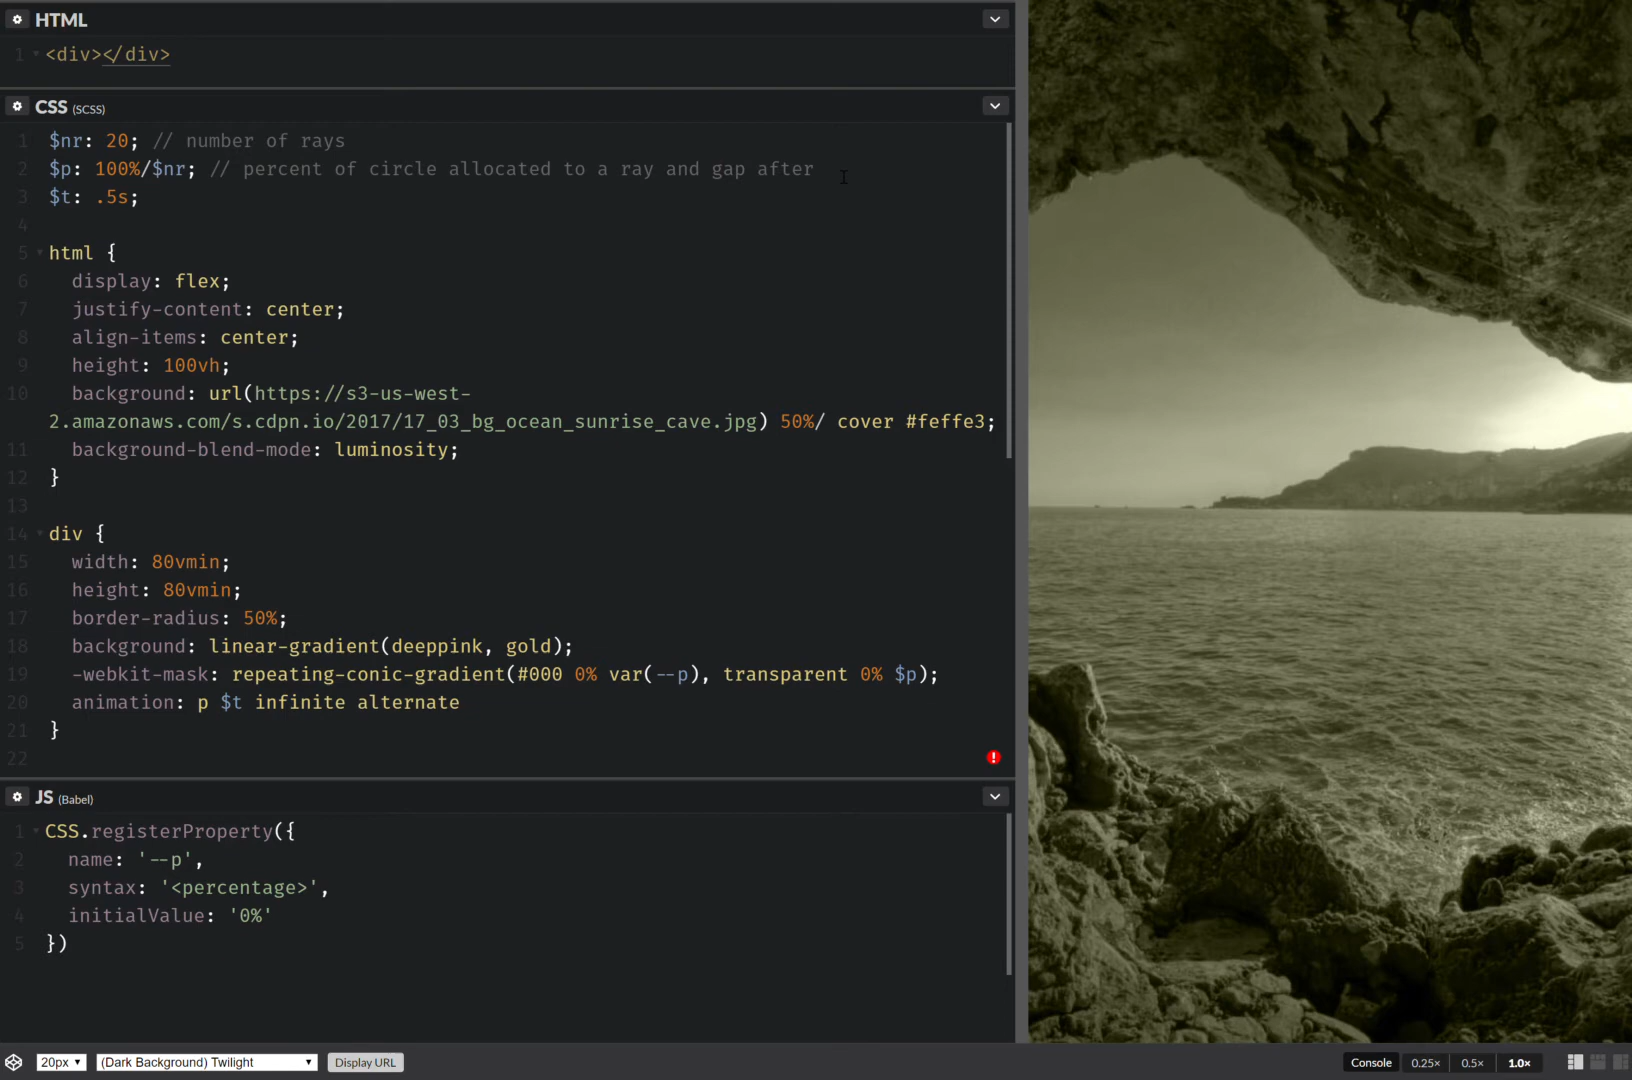 HTML
1 <div></div>
CSS (SCSS)
1 $nr: 20; // number of rays
2 $p: 100%/$nr; // percent of circle allocated to a ray and gap after
3 $t: .5s;
4
5 html {
6 display: flex;
7 justify-content: center;
8 align-items: center;
9 height: 100vh;
10 background: url(https://s3-us-west-
2.amazonaws.com/s.cdpn.io/2017/17_03_bg_ocean_sunrise_cave.jpg) 50%/ cover #feffe3;
11 background-blend-mode: luminosity;
12 }
13
14 div {
15 width: 80vmin;
16 height: 80vmin;
17 border-radius: 50%;
18 background: linear-gradient(deeppink, gold);
19 -webkit-mask: repeating-conic-gradient(#000 0% var(--p), transparent 0% $p);
20 animation: p $t infinite alternate
21 }
22
JS (Babel)
1 CSS.registerProperty({
2 name: '--p',
3 syntax: '<percentage>',
4 initialValue: '0%'
5 })
20px (Dark Background) Twilight Display URL Console 0.25× 0.5× 1.0×